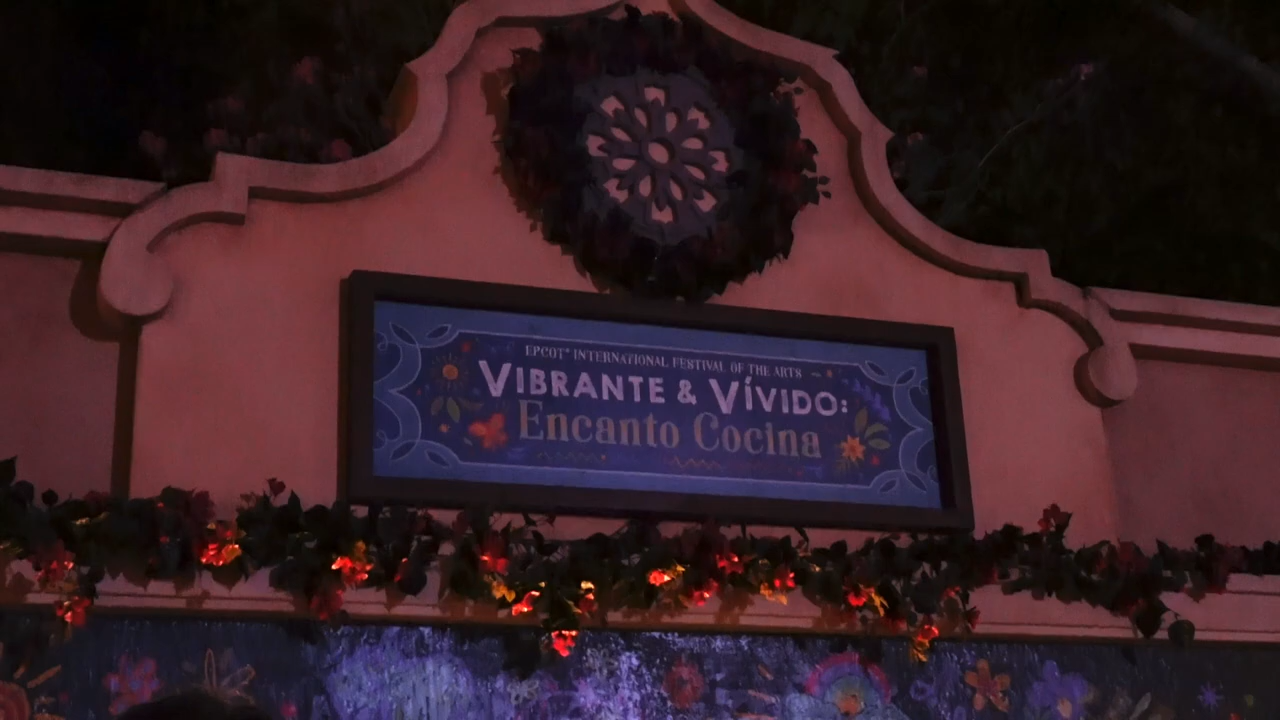 EPCOT® INTERNATIONAL FESTIVAL OF THE ARTS
VIBRANTE & VÍVIDO:
Encanto Cocina